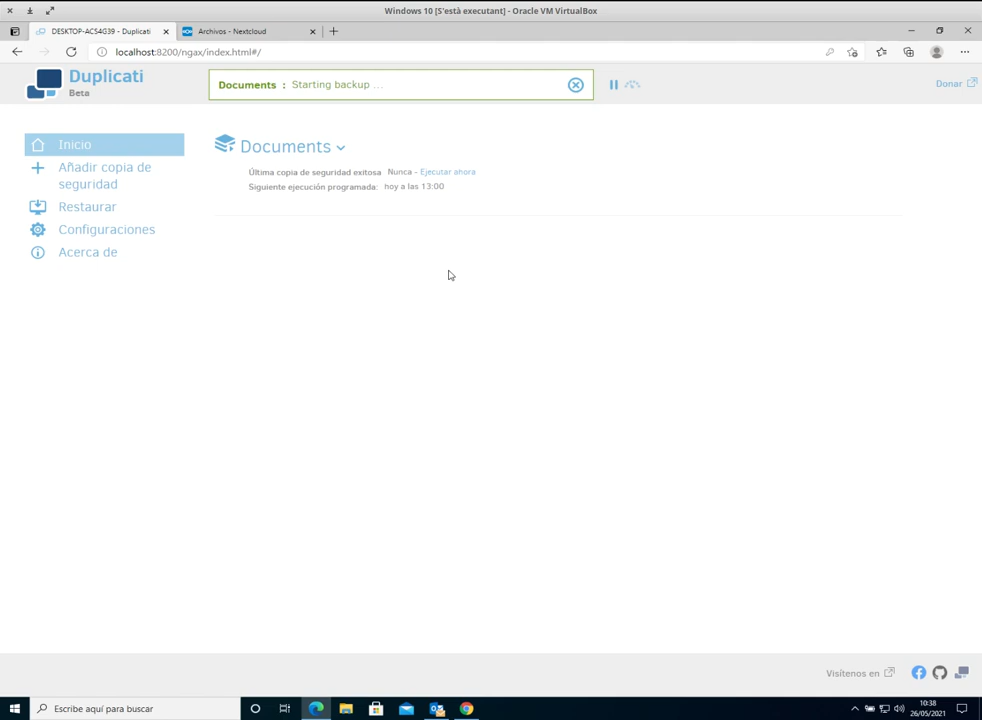 Windows 10 [S'està executant] - Oracle VM VirtualBox
DESKTOP-ACS4G39 - Duplicati
Archivos - Nextcloud
localhost:8200/ngax/index.html#/
Duplicati
Beta
Documents : Starting backup ...
Donar
Inicio
Añadir copia de
seguridad
Restaurar
Configuraciones
Acerca de
Documents
Última copia de seguridad exitosa Nunca - Ejecutar ahora
Siguiente ejecución programada: hoy a las 13:00
Visítenos en
Escribe aquí para buscar
10:38
26/05/2021